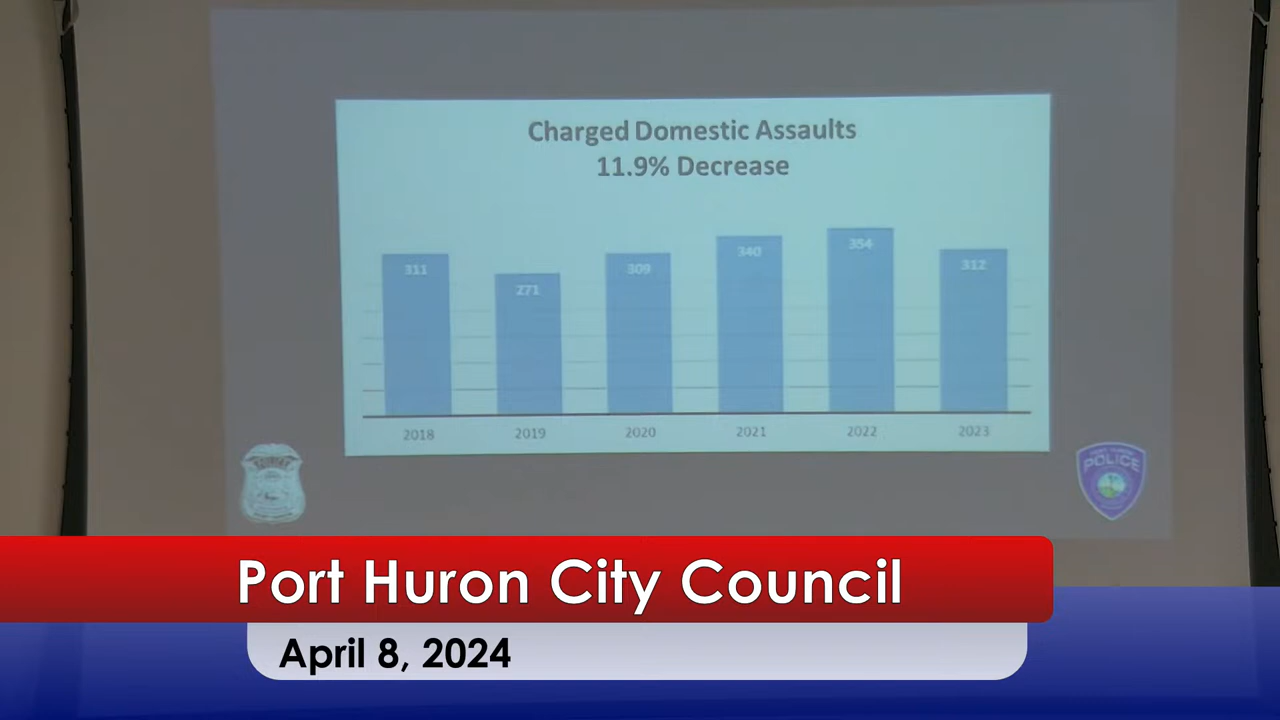 Charged Domestic Assaults
11.9% Decrease
311
271
309
340
354
312
2018
2019
2020
2021
2022
2023
POLICE
Port Huron City Council
April 8, 2024